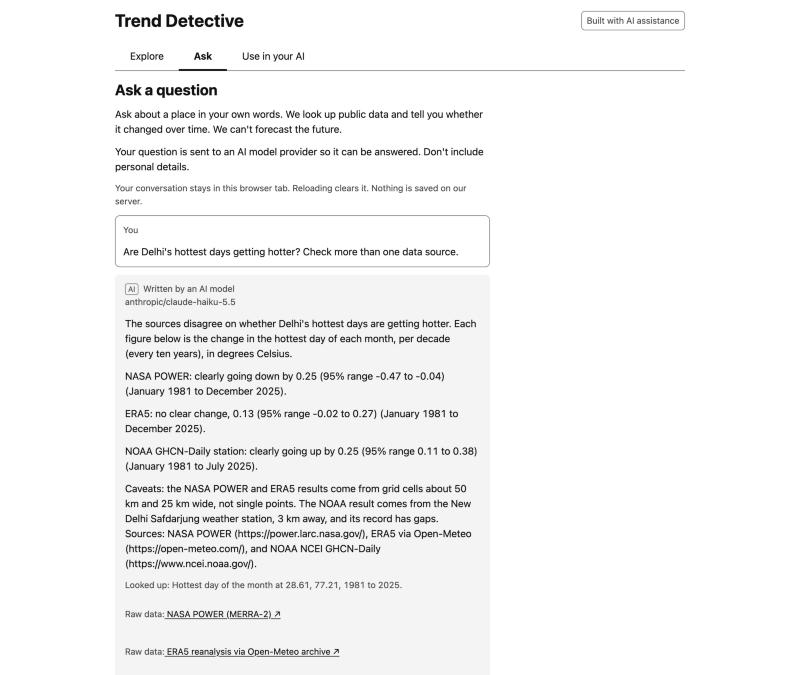 Trend Detective
Built with AI assistance
Explore
Ask
Use in your AI
Ask a question
Ask about a place in your own words. We look up public data and tell you whether
it changed over time. We can't forecast the future.
Your question is sent to an AI model provider so it can be answered. Don't include
personal details.
Your conversation stays in this browser tab. Reloading clears it. Nothing is saved on our
server.
You
Are Delhi's hottest days getting hotter? Check more than one data source.
AI Written by an AI model
anthropic/claude-haiku-5.5
The sources disagree on whether Delhi's hottest days are getting hotter. Each
figure below is the change in the hottest day of each month, per decade
(every ten years), in degrees Celsius.
NASA POWER: clearly going down by 0.25 (95% range -0.47 to -0.04)
(January 1981 to December 2025).
ERA5: no clear change, 0.13 (95% range -0.02 to 0.27) (January 1981 to
December 2025).
NOAA GHCN-Daily station: clearly going up by 0.25 (95% range 0.11 to 0.38)
(January 1981 to July 2025).
Caveats: the NASA POWER and ERA5 results come from grid cells about 50
km and 25 km wide, not single points. The NOAA result comes from the New
Delhi Safdarjung weather station, 3 km away, and its record has gaps.
Sources: NASA POWER (https://power.larc.nasa.gov/), ERA5 via Open-Meteo
(https://open-meteo.com/), and NOAA NCEI GHCN-Daily
(https://www.ncei.noaa.gov/).
Looked up: Hottest day of the month at 28.61, 77.21, 1981 to 2025.
Raw data: NASA POWER (MERRA-2) ↗
Raw data: ERA5 reanalysis via Open-Meteo archive ↗